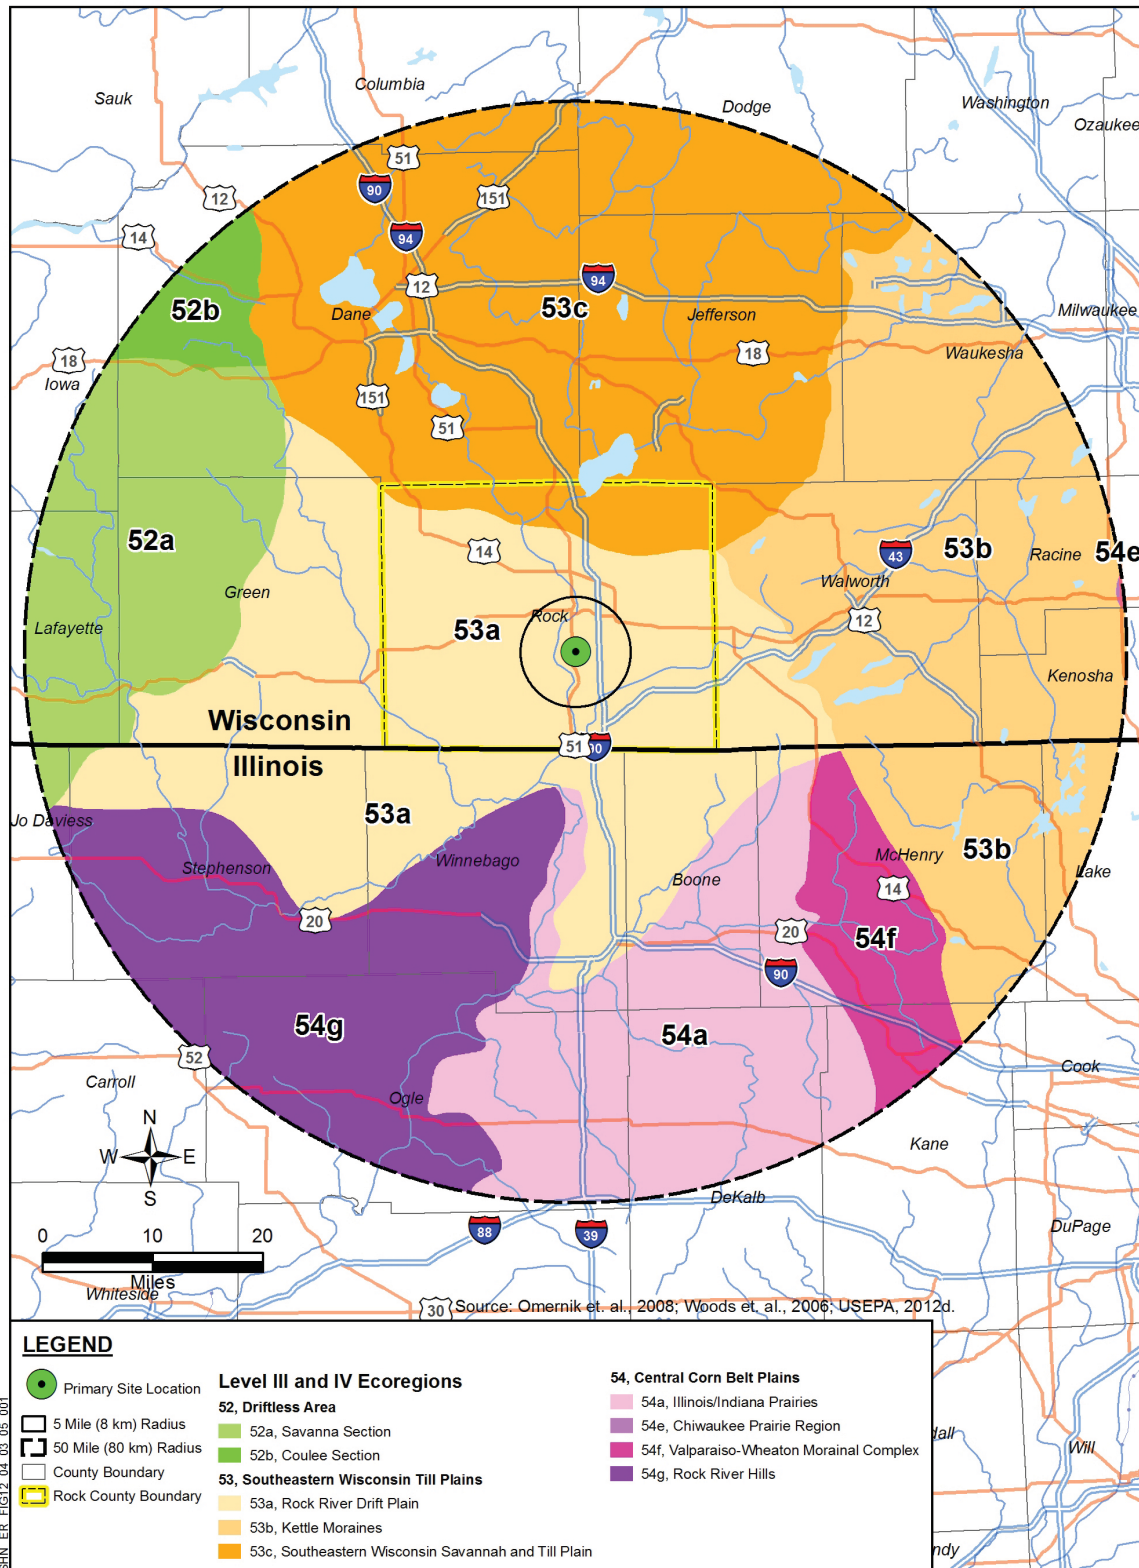 Columbia
Sauk
Dodge
Washington
Ozaukee
51
90
151
12
94
14
12
94
52b
53c
Dane
Jefferson
Milwaukee
18
18
Waukesha
Iowa
151
51
52a
14
43
53b
Racine
54e
Walworth
Green
Rock
53a
12
Lafayette
Kenosha
Wisconsin
51
90
Illinois
53a
Jo Daviess
Stephenson
Winnebago
McHenry
53b
Boone
Lake
14
20
20
54f
90
54g
54a
52
Cook
Carroll
Ogle
N
W E
S
Kane
DeKalb
DuPage
88
39
0 10 20
Miles
Whiteside
30
Source: Omernik et. al., 2008; Woods et. al., 2006; USEPA, 2012d.
LEGEND
Primary Site Location
5 Mile (8 km) Radius
50 Mile (80 km) Radius
County Boundary
Rock County Boundary
Level III and IV Ecoregions
52, Driftless Area
52a, Savanna Section
52b, Coulee Section
53, Southeastern Wisconsin Till Plains
53a, Rock River Drift Plain
53b, Kettle Moraines
53c, Southeastern Wisconsin Savannah and Till Plain
54, Central Corn Belt Plains
54a, Illinois/Indiana Prairies
54e, Chiwaukee Prairie Region
54f, Valparaiso-Wheaton Morainal Complex
54g, Rock River Hills
dall
Will
ndy
SHN_ER_FIG12_04_03_05_001